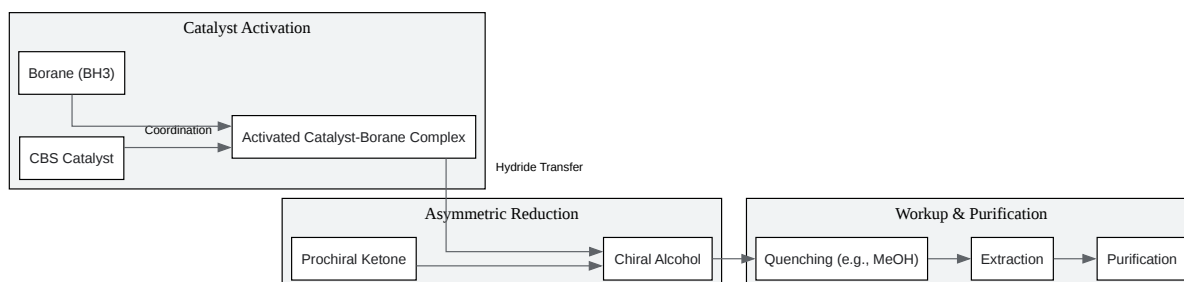 Catalyst Activation
Borane (BH3)
Coordination
Activated Catalyst-Borane Complex
CBS Catalyst
Hydride Transfer
Asymmetric Reduction
Prochiral Ketone
Chiral Alcohol
Workup & Purification
Quenching (e.g., MeOH)
Extraction
Purification